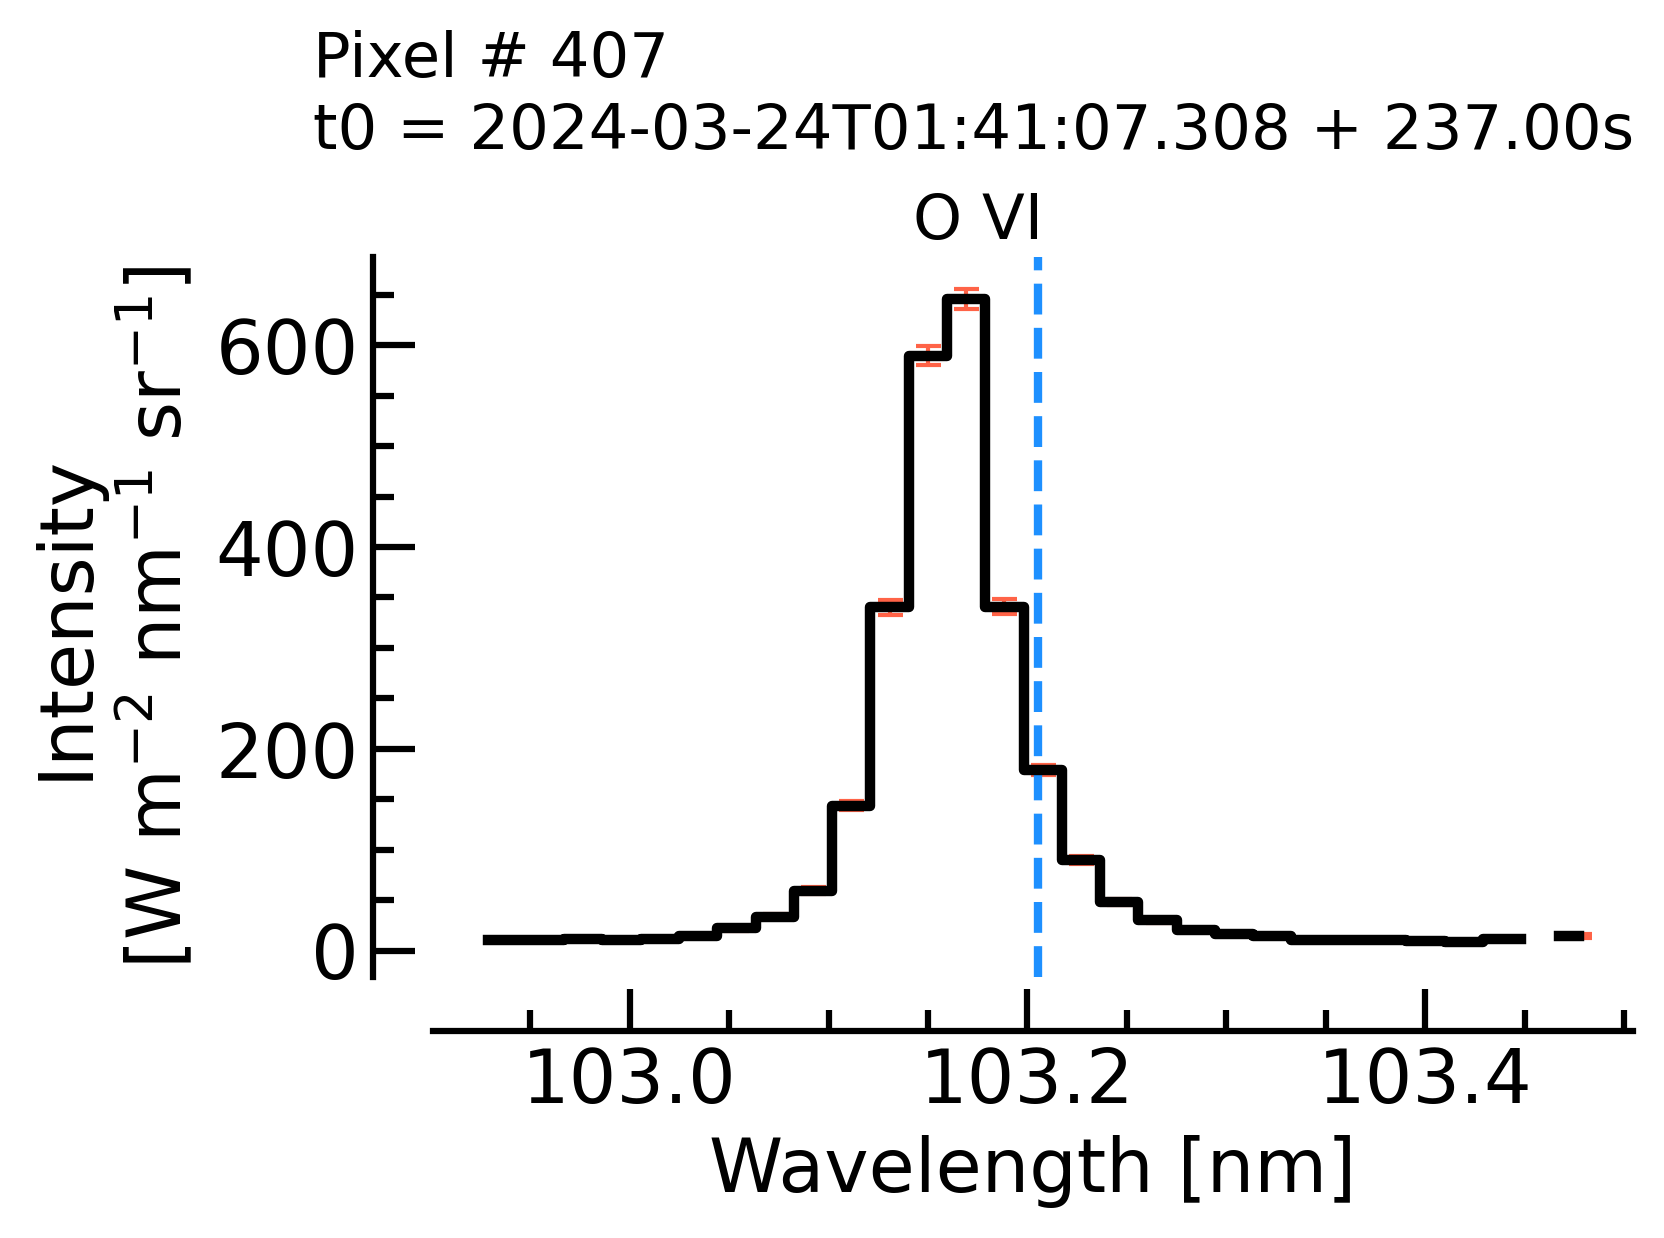 Pixel # 407
t0 = 2024-03-24T01:41:07.308 + 237.00s
O VI
Intensity
[W m⁻² nm⁻¹ sr⁻¹]
600
400
200
0
103.0 103.2 103.4
Wavelength [nm]